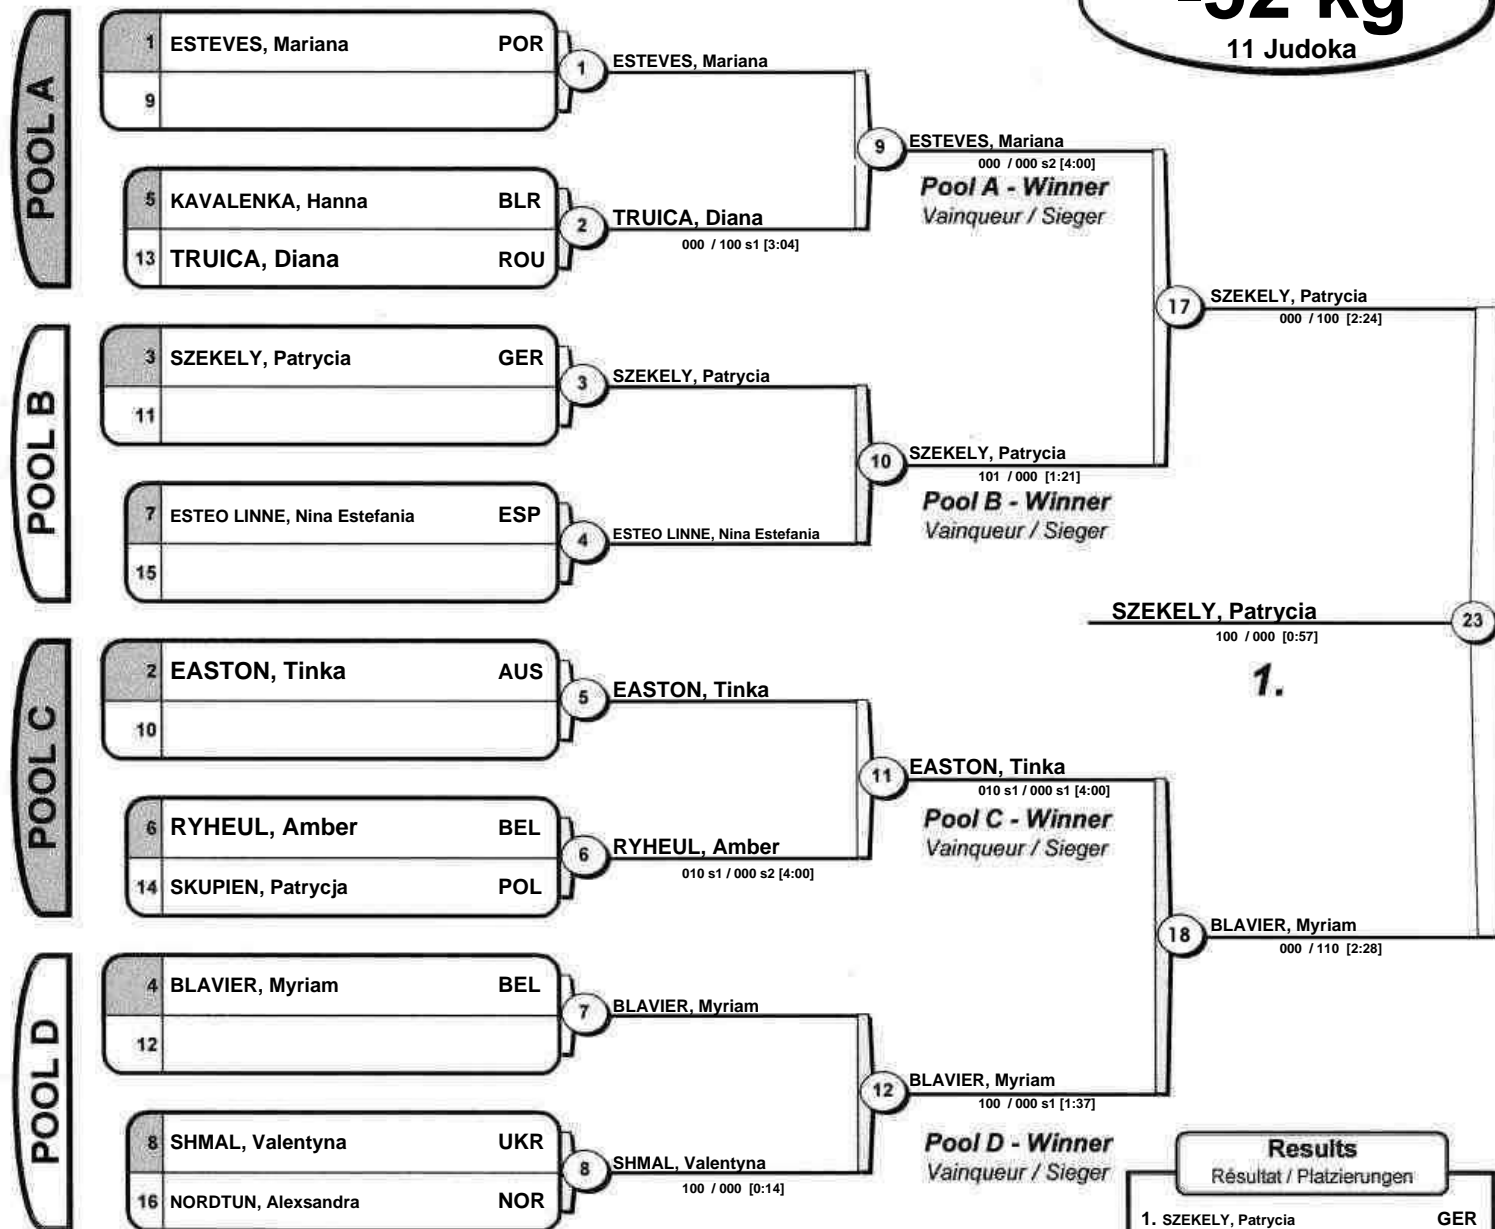 -52 kg
11 Judoka
POOL A
1 ESTEVES, Mariana POR
9
1 ESTEVES, Mariana
5 KAVALENKA, Hanna BLR
13 TRUICA, Diana ROU
2 TRUICA, Diana
000 / 100 s1 [3:04]
9 ESTEVES, Mariana
000 / 000 s2 [4:00]
Pool A - Winner
Vainqueur / Sieger
POOL B
3 SZEKELY, Patrycia GER
11
3 SZEKELY, Patrycia
7 ESTEO LINNE, Nina Estefania ESP
15
4 ESTEO LINNE, Nina Estefania
10 SZEKELY, Patrycia
101 / 000 [1:21]
Pool B - Winner
Vainqueur / Sieger
17 SZEKELY, Patrycia
000 / 100 [2:24]
SZEKELY, Patrycia 23
100 / 000 [0:57]
1.
POOL C
2 EASTON, Tinka AUS
10
5 EASTON, Tinka
6 RYHEUL, Amber BEL
14 SKUPIEN, Patrycja POL
6 RYHEUL, Amber
010 s1 / 000 s2 [4:00]
11 EASTON, Tinka
010 s1 / 000 s1 [4:00]
Pool C - Winner
Vainqueur / Sieger
POOL D
4 BLAVIER, Myriam BEL
12
7 BLAVIER, Myriam
8 SHMAL, Valentyna UKR
16 NORDTUN, Alexsandra NOR
8 SHMAL, Valentyna
100 / 000 [0:14]
12 BLAVIER, Myriam
100 / 000 s1 [1:37]
Pool D - Winner
Vainqueur / Sieger
18 BLAVIER, Myriam
000 / 110 [2:28]
Results
Résultat / Platzierungen
1. SZEKELY, Patrycia GER